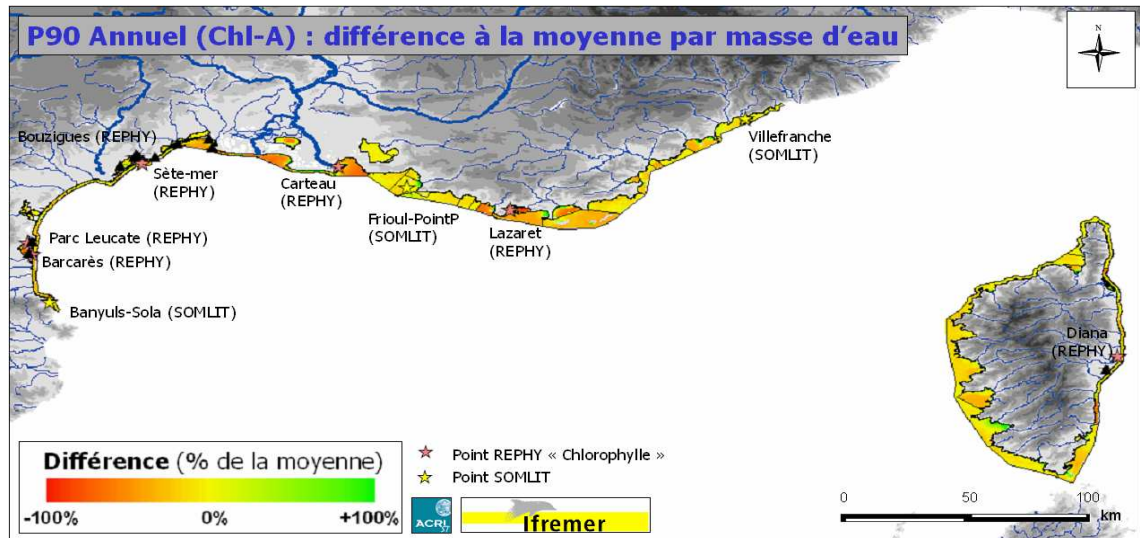 P90 Annuel (Chl-A) : différence à la moyenne par masse d'eau
N
Bouzigues (REPHY)
Sète-mer
(REPHY)
Carteau
(REPHY)
Villefranche
(SOMLIT)
Frioul-PointP
(SOMLIT)
Lazaret
(REPHY)
Parc Leucate (REPHY)
Barcarès (REPHY)
Banyuls-Sola (SOMLIT)
Diana
(REPHY)
Différence (% de la moyenne)
-100% 0% +100%
Point REPHY « Chlorophylle »
Point SOMLIT
ACRI
ST
Ifremer
0 50 100
km